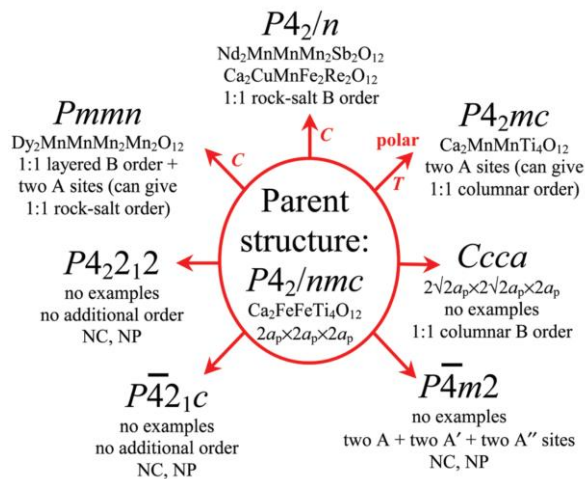 P4₂/n
Nd₂MnMnMn₂Sb₂O₁₂
Ca₂CuMnFe₂Re₂O₁₂
1:1 rock-salt B order
Pmmn
Dy₂MnMnMn₂Mn₂O₁₂
1:1 layered B order +
two A sites (can give
1:1 rock-salt order)
C
C
polar
T
P4₂mc
Ca₂MnMnTi₄O₁₂
two A sites (can give
1:1 columnar order)
Parent
structure:
P4₂/nmc
Ca₂FeFeTi₄O₁₂
2aₚ×2aₚ×2aₚ
P4₂2₁2
no examples
no additional order
NC, NP
Ccca
2√2aₚ×2√2aₚ×2aₚ
no examples
1:1 columnar B order
P4̅2₁c
no examples
no additional order
NC, NP
P4̅m2
no examples
two A + two A′ + two A″ sites
NC, NP